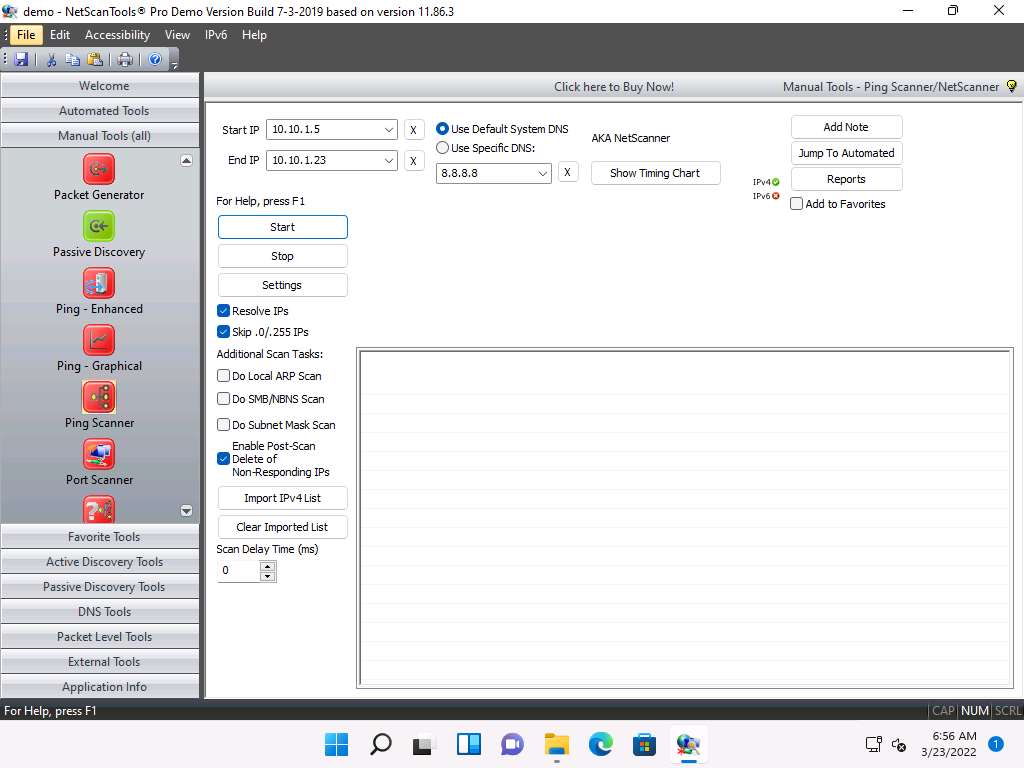 demo - NetScanTools® Pro Demo Version Build 7-3-2019 based on version 11.86.3
File Edit Accessibility View IPv6 Help
Welcome
Automated Tools
Manual Tools (all)
Packet Generator
Passive Discovery
Ping - Enhanced
Ping - Graphical
Ping Scanner
Port Scanner
Favorite Tools
Active Discovery Tools
Passive Discovery Tools
DNS Tools
Packet Level Tools
External Tools
Application Info
Click here to Buy Now! Manual Tools - Ping Scanner/NetScanner
Start IP 10.10.1.5 X
End IP 10.10.1.23 X
Use Default System DNS
Use Specific DNS:
8.8.8.8 X
AKA NetScanner
Show Timing Chart
IPv4
IPv6
Add Note
Jump To Automated
Reports
Add to Favorites
For Help, press F1
Start
Stop
Settings
Resolve IPs
Skip .0/.255 IPs
Additional Scan Tasks:
Do Local ARP Scan
Do SMB/NBNS Scan
Do Subnet Mask Scan
Enable Post-Scan
Delete of
Non-Responding IPs
Import IPv4 List
Clear Imported List
Scan Delay Time (ms)
0
For Help, press F1 CAP NUM SCRL
6:56 AM
3/23/2022
1